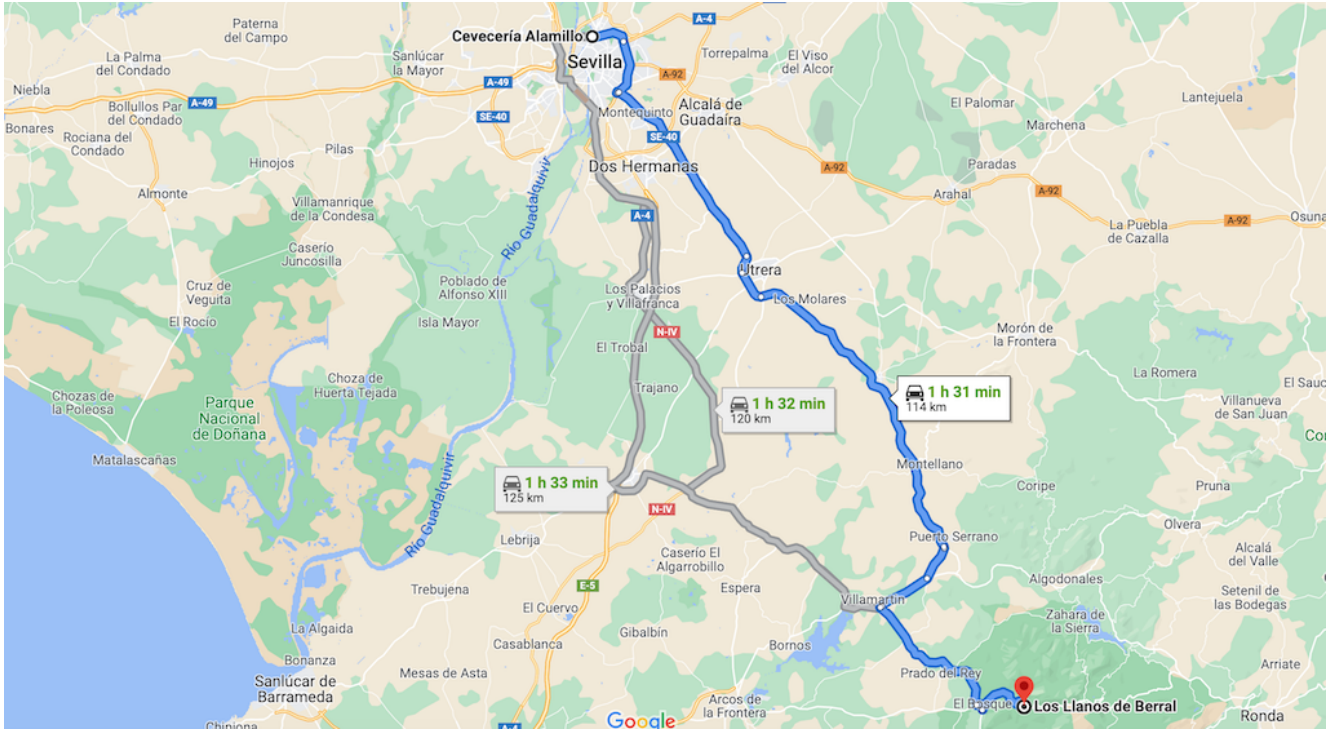 Paterna
del Campo
A-4
Cevecería Alamillo
Sanlúcar
la Mayor
Sevilla
Torrepalma
El Viso
del Alcor
La Palma
del Condado
A-92
A-49
Niebla
A-49
Bollullos Par
del Condado
Alcalá de
Guadaíra
El Palomar
Lantejuela
SE-40
Montequinto
Marchena
Bonares
Rociana del
Condado
SE-40
Pilas
Hinojos
Dos Hermanas
A-92
Paradas
A-92
Almonte
Arahal
Villamanrique
de la Condesa
A-4
Río Guadalquivir
La Puebla
de Cazalla
A-92
Osuna
Caserío
Juncosilla
Utrera
Cruz de
Veguita
Poblado de
Alfonso XIII
Los Palacios
y Villafranca
Los Molares
El Rocío
Isla Mayor
N-IV
Morón de
la Frontera
El Trobal
La Romera
Choza de
Huerta Tejada
Trajano
1 h 31 min
114 km
El Sauc
Chozas de
la Poleosa
Parque
Nacional
de Doñana
1 h 32 min
120 km
Villanueva
de San Juan
Matalascañas
Montellano
1 h 33 min
125 km
Coripe
Pruna
N-IV
Olvera
Río Guadalquivir
Lebrija
Puerto Serrano
Caserío El
Algarrobillo
Alcalá
del Valle
E-5
Trebujena
Espera
Algodonales
Setenil de
las Bodegas
El Cuervo
Villamartín
Zahara de
la Sierra
La Algaida
Gibalbín
Casablanca
Bornos
Bonanza
Mesas de Asta
Prado del Rey
Arriate
Sanlúcar de
Barrameda
Arcos de
la Frontera
El Bosque
Los Llanos de Berral
Ronda
Google
Chipiona
A-4